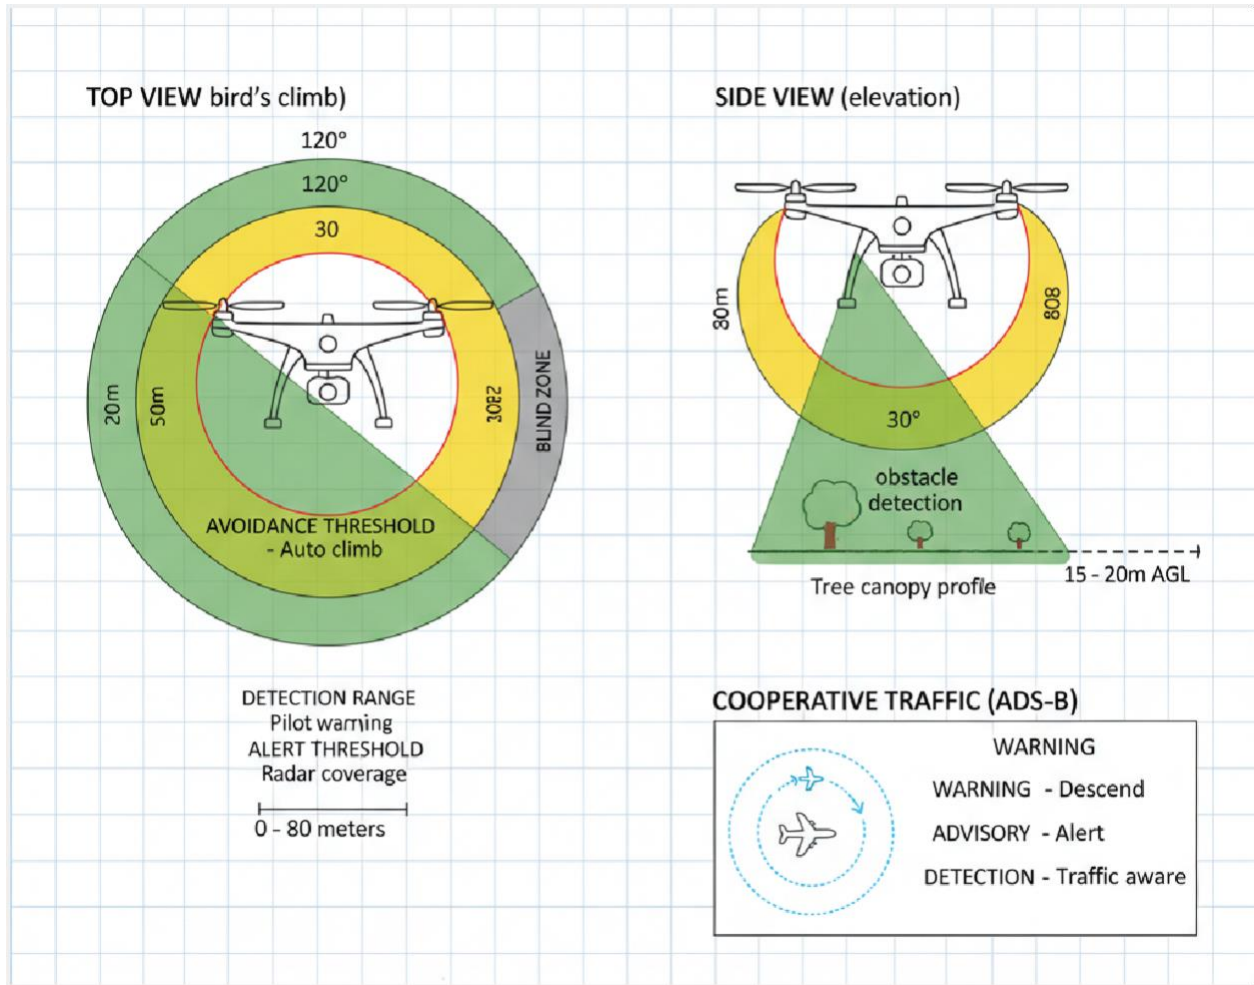 TOP VIEW bird's climb)
120°
120°
30
20m
50m
3082
BLIND ZONE
AVOIDANCE THRESHOLD
- Auto climb
DETECTION RANGE
Pilot warning
ALERT THRESHOLD
Radar coverage
0 - 80 meters
SIDE VIEW (elevation)
30m
808
30°
obstacle
detection
15 - 20m AGL
Tree canopy profile
COOPERATIVE TRAFFIC (ADS-B)
WARNING
WARNING - Descend
ADVISORY - Alert
DETECTION - Traffic aware